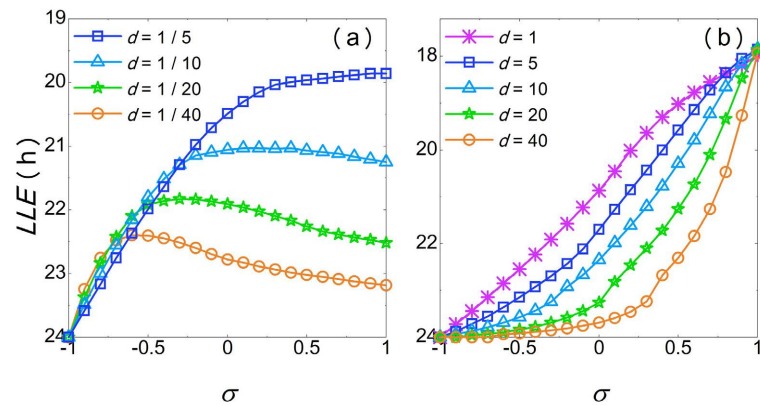 19
20
21
22
23
24
LLE (h)
d = 1 / 5
d = 1 / 10
d = 1 / 20
d = 1 / 40
(a)
-1
-0.5
0
0.5
1
σ
18
20
22
24
d = 1
d = 5
d = 10
d = 20
d = 40
(b)
-1
-0.5
0
0.5
1
σ